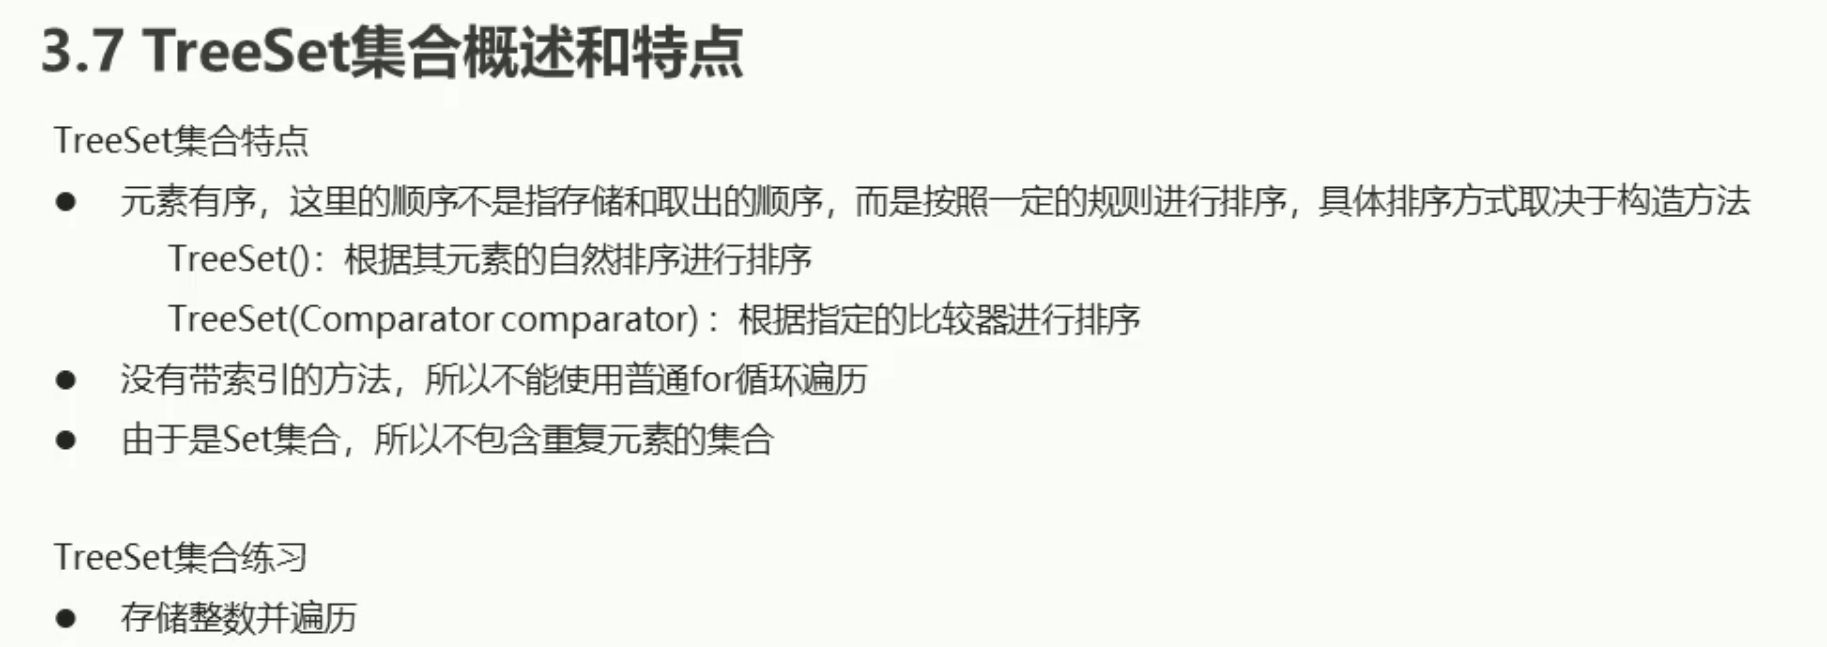 3.7 TreeSet集合概述和特点
TreeSet集合特点
● 元素有序，这里的顺序不是指存储和取出的顺序，而是按照一定的规则进行排序，具体排序方式取决于构造方法
TreeSet()：根据其元素的自然排序进行排序
TreeSet(Comparator comparator) ：根据指定的比较器进行排序
● 没有带索引的方法，所以不能使用普通for循环遍历
● 由于是Set集合，所以不包含重复元素的集合
TreeSet集合练习
● 存储整数并遍历